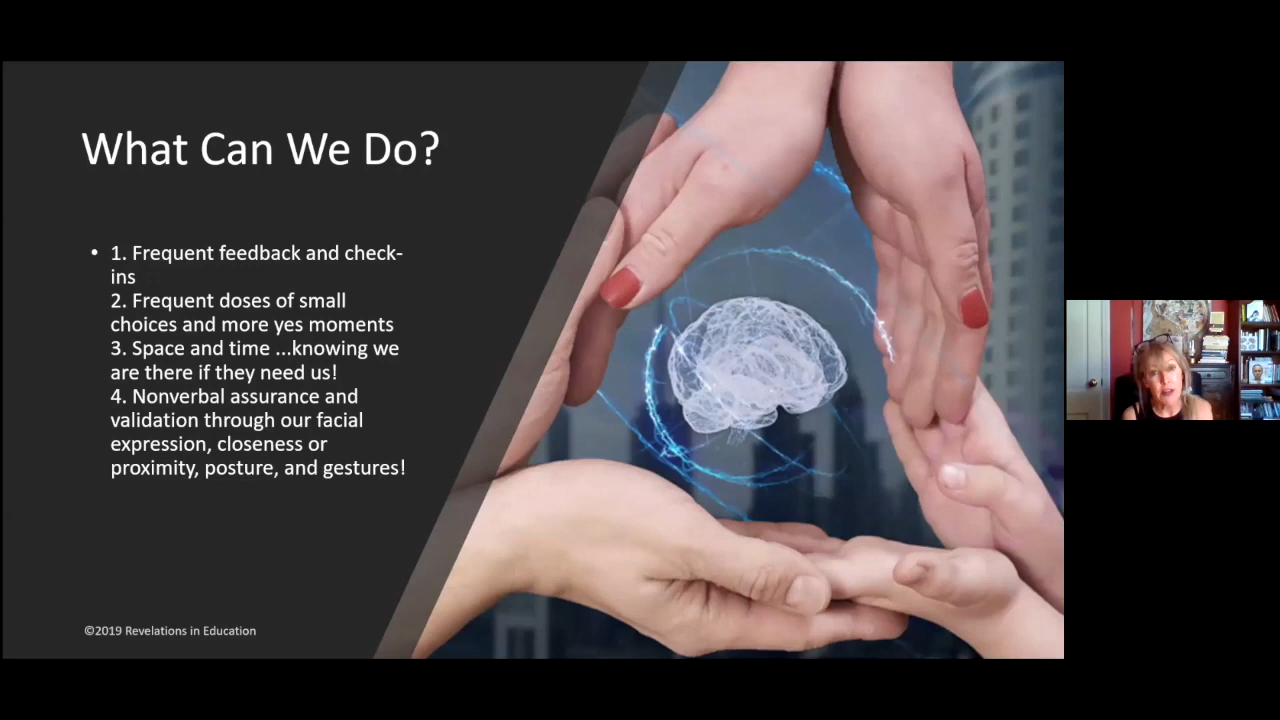 What Can We Do?
• 1. Frequent feedback and check-
ins
2. Frequent doses of small
choices and more yes moments
3. Space and time ...knowing we
are there if they need us!
4. Nonverbal assurance and
validation through our facial
expression, closeness or
proximity, posture, and gestures!
©2019 Revelations in Education